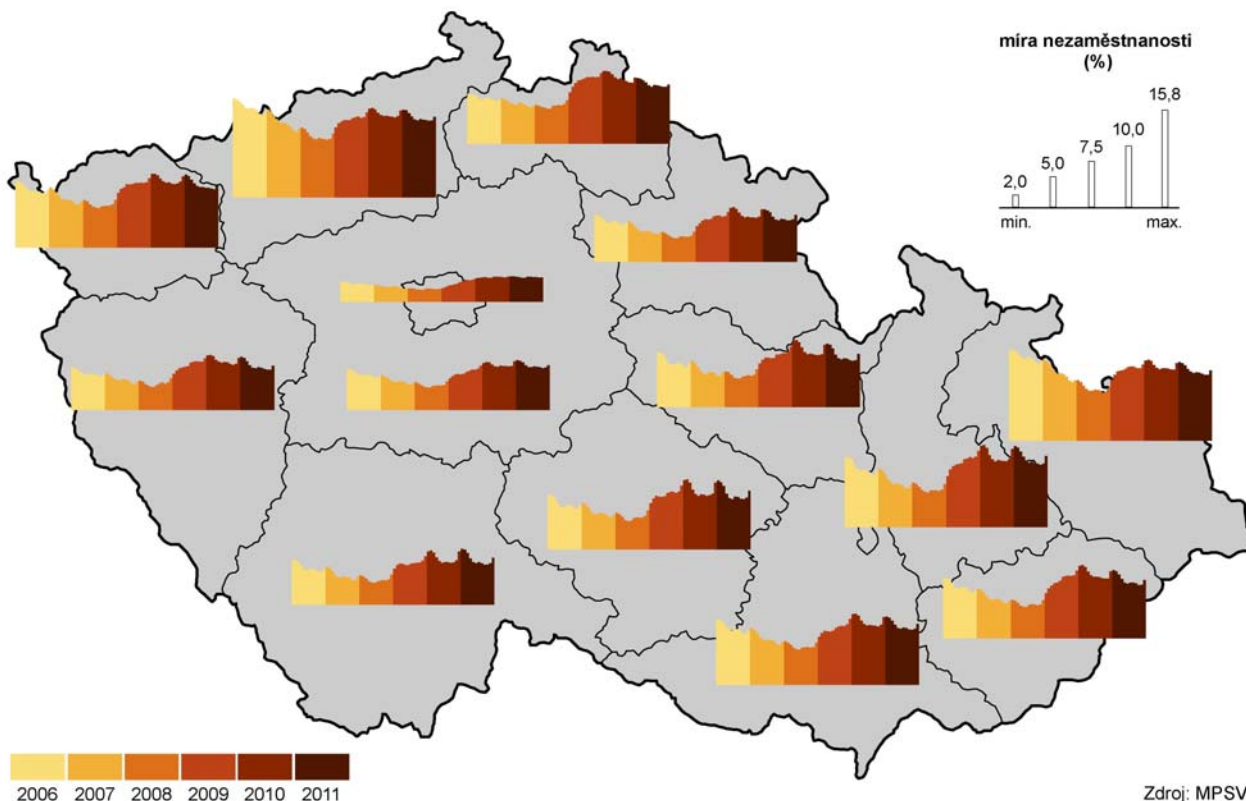 míra nezaměstnanosti
(%)
15,8
10,0
7,5
5,0
2,0
min.
max.
2006 2007 2008 2009 2010 2011
Zdroj: MPSV